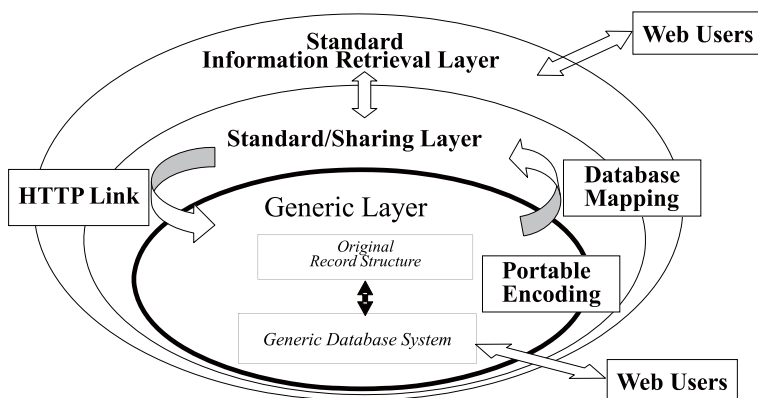 Standard
Information Retrieval Layer
Web Users
Standard/Sharing Layer
HTTP Link
Database
Mapping
Generic Layer
Original
Record Structure
Portable
Encoding
Generic Database System
Web Users